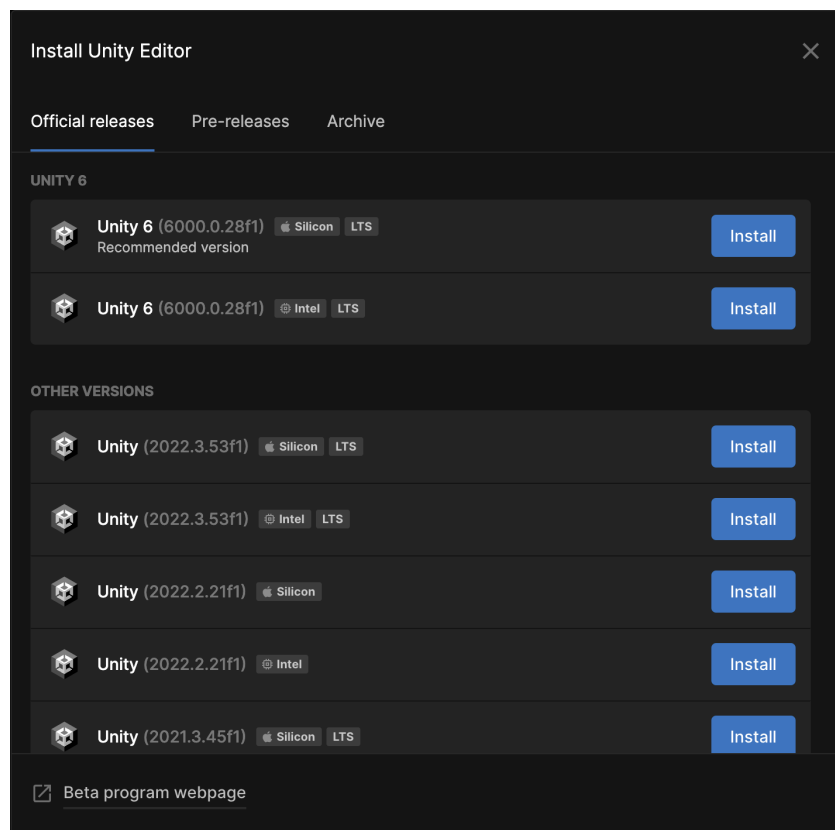 Install Unity Editor
Official releases Pre-releases Archive
UNITY 6
Unity 6 (6000.0.28f1) Silicon LTS
Recommended version
Install
Unity 6 (6000.0.28f1) Intel LTS
Install
OTHER VERSIONS
Unity (2022.3.53f1) Silicon LTS
Install
Unity (2022.3.53f1) Intel LTS
Install
Unity (2022.2.21f1) Silicon
Install
Unity (2022.2.21f1) Intel
Install
Unity (2021.3.45f1) Silicon LTS
Install
Beta program webpage